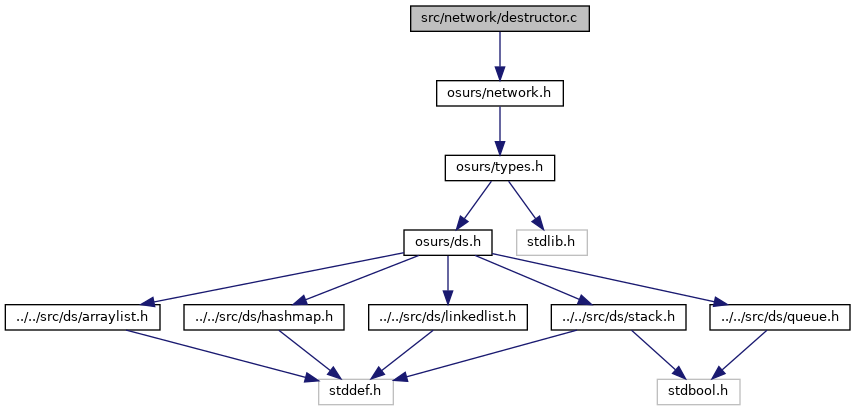 src/network/destructor.c
osurs/network.h
osurs/types.h
osurs/ds.h
stdlib.h
../../src/ds/arraylist.h
../../src/ds/hashmap.h
../../src/ds/linkedlist.h
../../src/ds/stack.h
../../src/ds/queue.h
stddef.h
stdbool.h